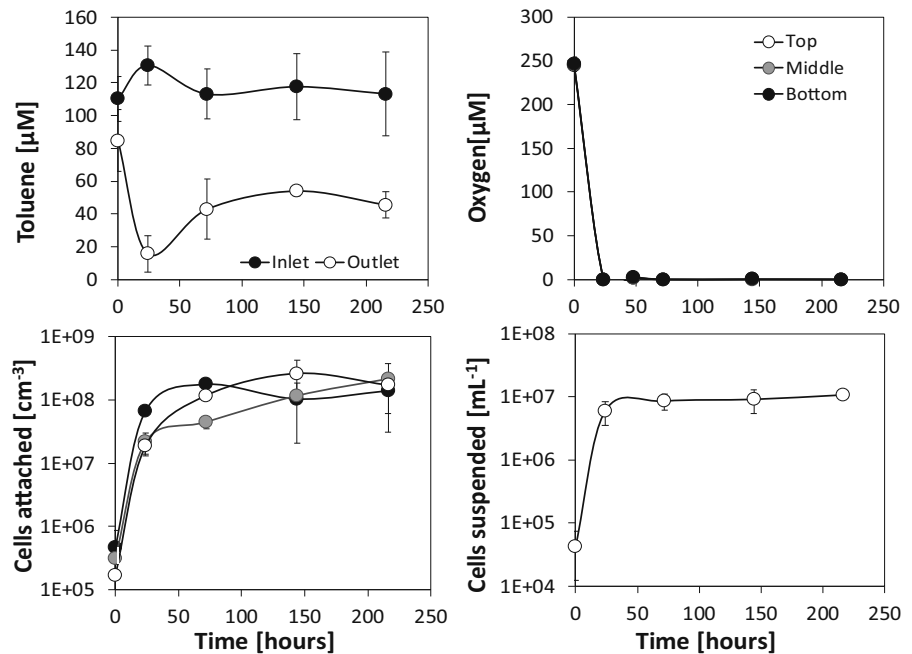 Toluene [µM]
160
140
120
100
80
60
40
20
0
Inlet Outlet
0 50 100 150 200 250
Oxygen[µM]
300
250
200
150
100
50
0
Top
Middle
Bottom
0 50 100 150 200 250
Cells attached [cm⁻³]
1E+09
1E+08
1E+07
1E+06
1E+05
0 50 100 150 200 250
Time [hours]
Cells suspended [mL⁻¹]
1E+08
1E+07
1E+06
1E+05
1E+04
0 50 100 150 200 250
Time [hours]